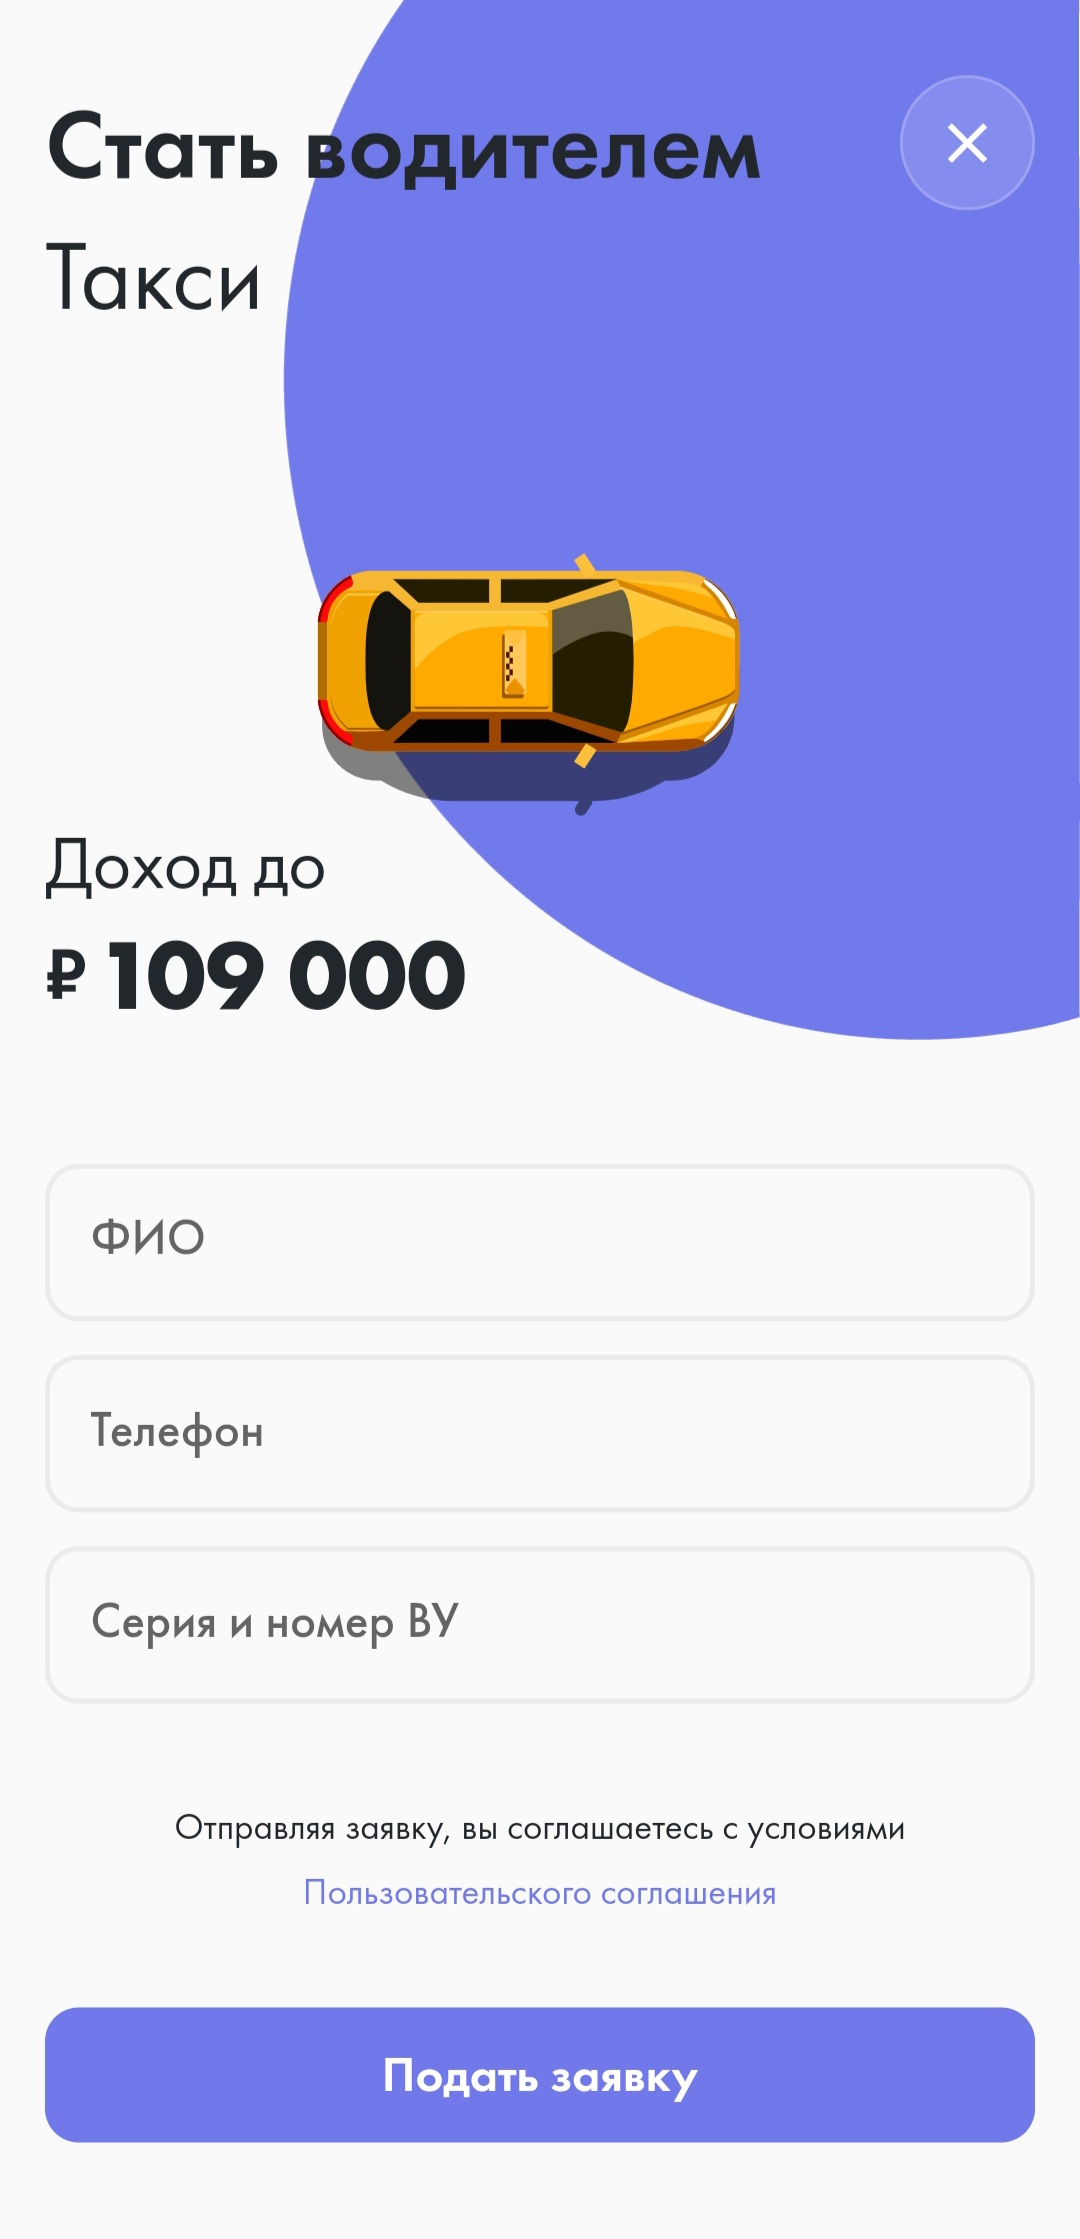 Стать водителем
Такси
Доход до
₽ 109 000
ФИО
Телефон
Серия и номер ВУ
Отправляя заявку, вы соглашаетесь с условиями
Пользовательского соглашения
Подать заявку